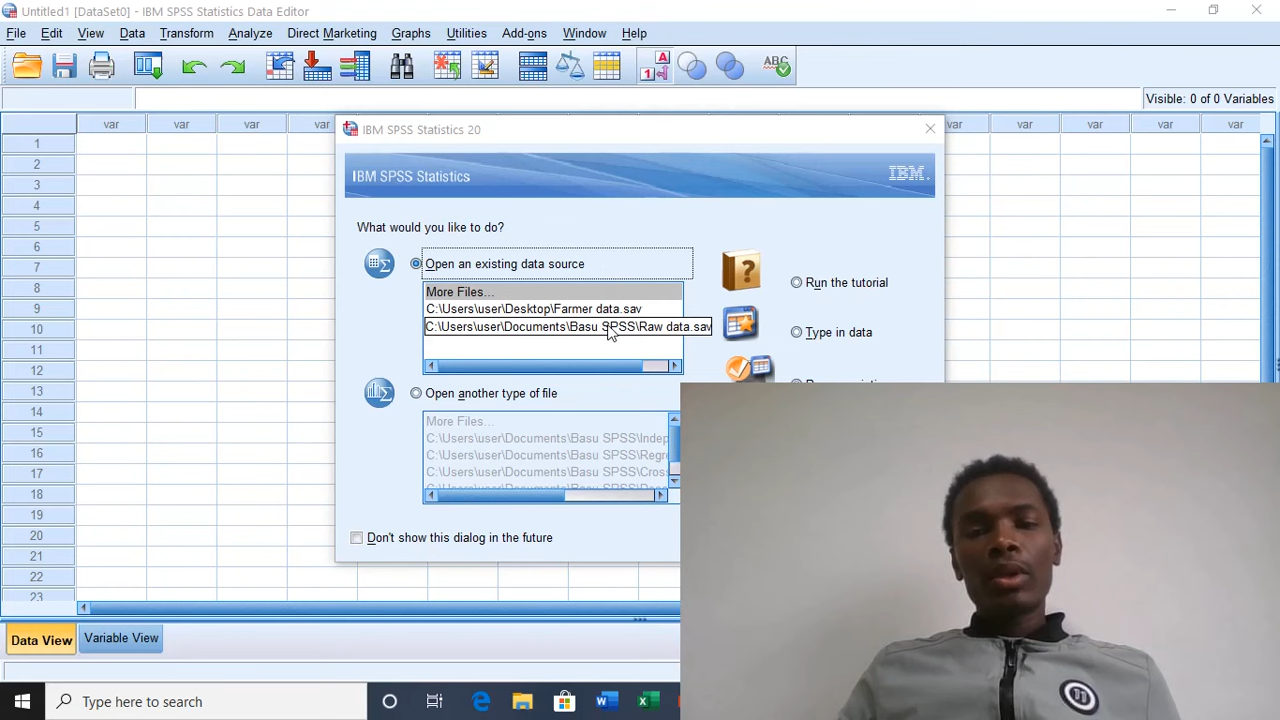 Untitled1 [DataSet0] - IBM SPSS Statistics Data Editor
File Edit View Data Transform Analyze Direct Marketing Graphs Utilities Add-ons Window Help
A
1
ABC
Visible: 0 of 0 Variables
var var var var var var var var var
1
2
3
4
5
6
7
8
9
10
11
12
13
14
15
16
17
18
19
20
21
22
23
IBM SPSS Statistics 20
IBM SPSS Statistics
IBM.
What would you like to do?
Open an existing data source
More Files...
C:\Users\user\Desktop\Farmer data.sav
C:\Users\user\Documents\Basu SPSS\Raw data.sav
Run the tutorial
Type in data
Open another type of file
More Files...
C:\Users\user\Documents\Basu SPSS\Indep
C:\Users\user\Documents\Basu SPSS\Regre
C:\Users\user\Documents\Basu SPSS\Cross
Don't show this dialog in the future
Data View Variable View
Type here to search